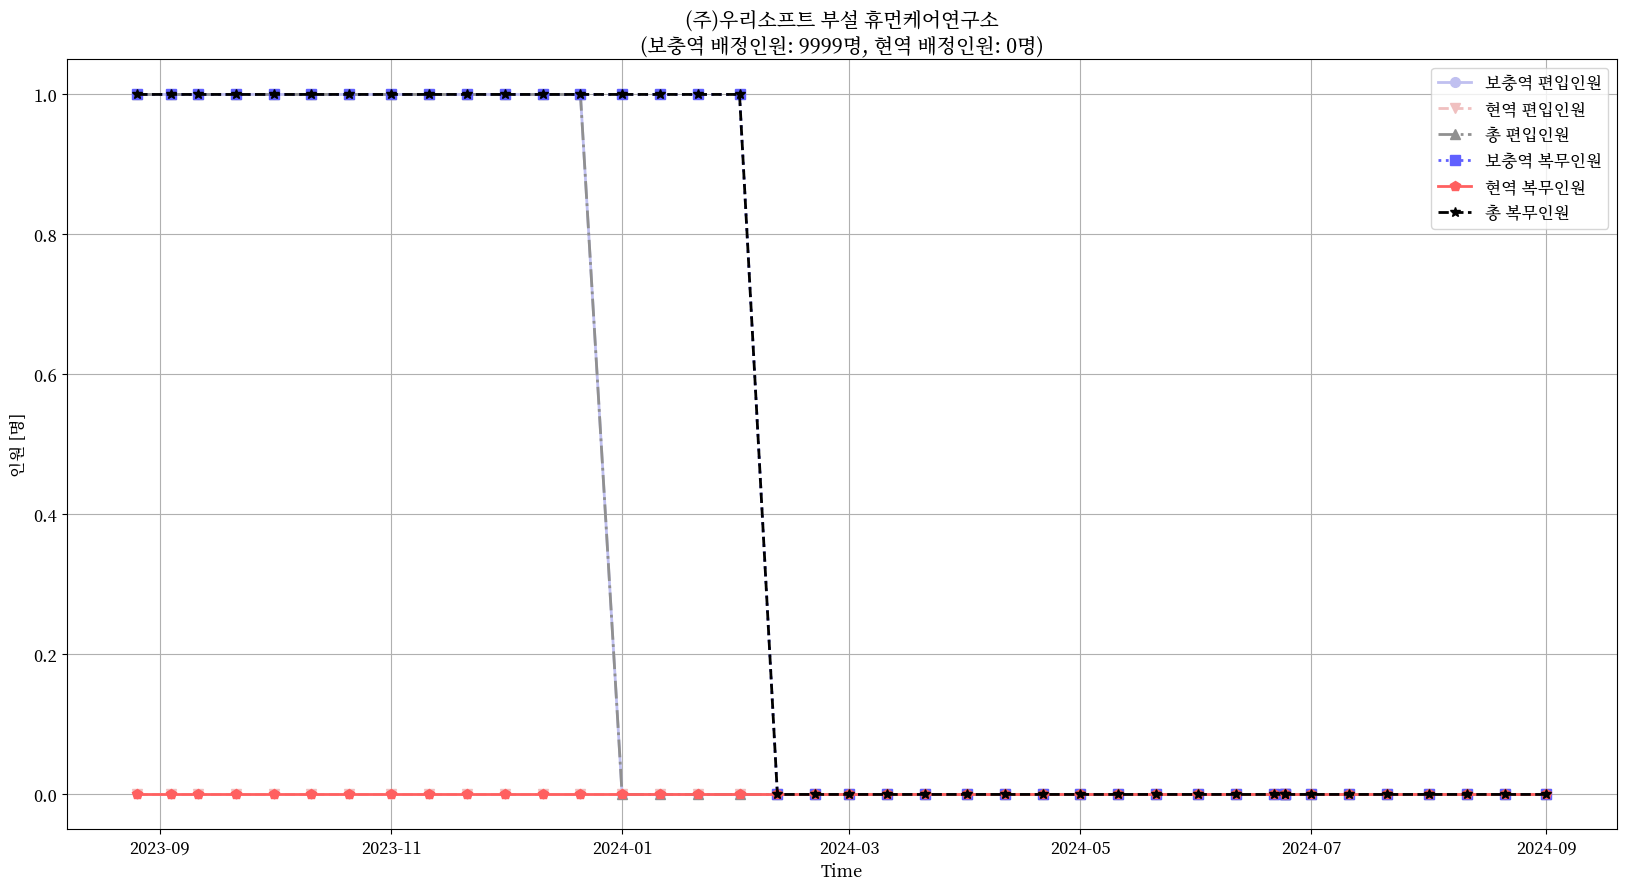 (주)우리소프트 부설 휴먼케어연구소
(보충역 배정인원: 9999명, 현역 배정인원: 0명)
보충역 편입인원
현역 편입인원
총 편입인원
보충역 복무인원
현역 복무인원
총 복무인원
인원 [명]
1.0
0.8
0.6
0.4
0.2
0.0
2023-09
2023-11
2024-01
2024-03
2024-05
2024-07
2024-09
Time